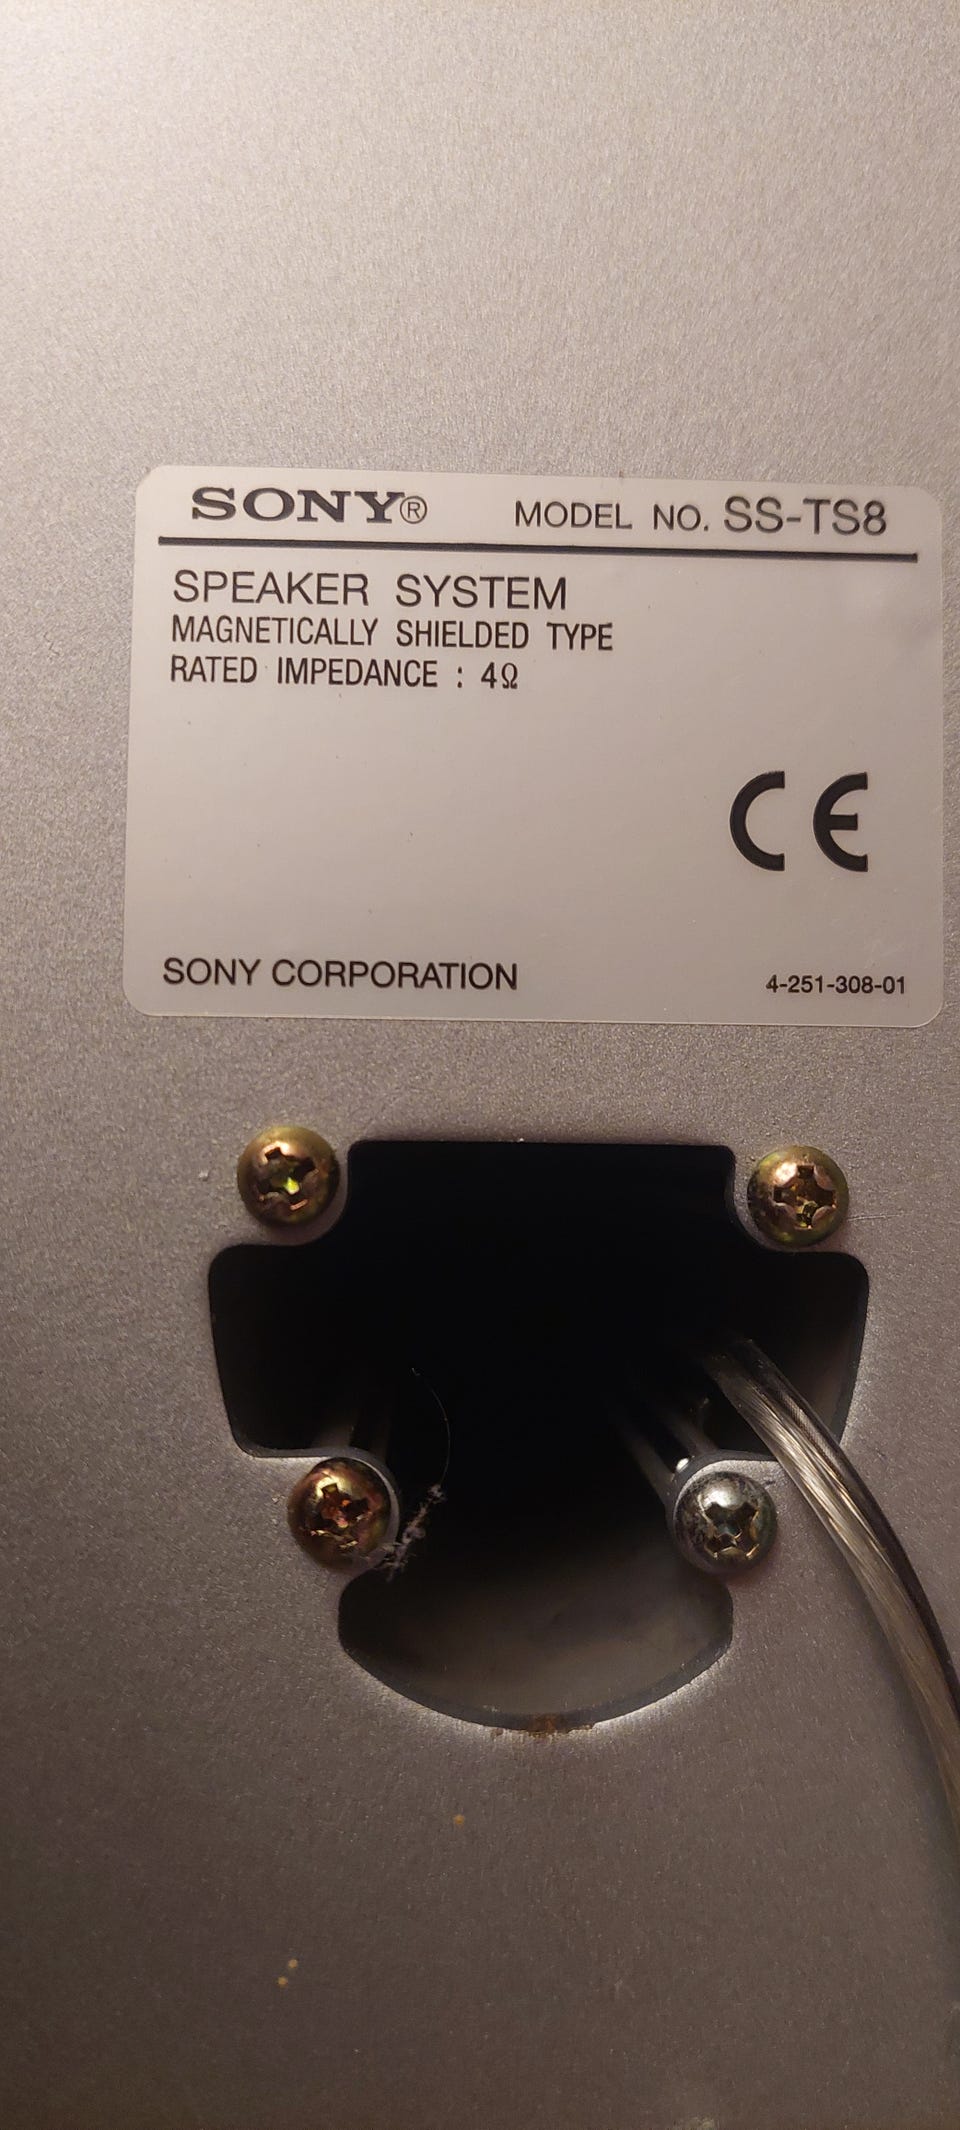 SONY® MODEL NO. SS-TS8
SPEAKER SYSTEM
MAGNETICALLY SHIELDED TYPE
RATED IMPEDANCE : 4Ω
CE
SONY CORPORATION 4-251-308-01